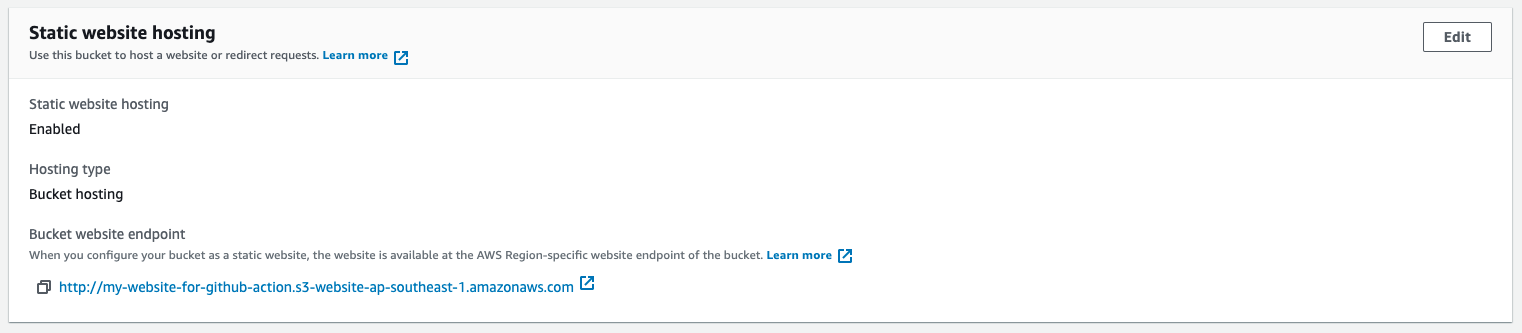 Static website hosting
Edit
Use this bucket to host a website or redirect requests. Learn more
Static website hosting
Enabled
Hosting type
Bucket hosting
Bucket website endpoint
When you configure your bucket as a static website, the website is available at the AWS Region-specific website endpoint of the bucket. Learn more
http://my-website-for-github-action.s3-website-ap-southeast-1.amazonaws.com